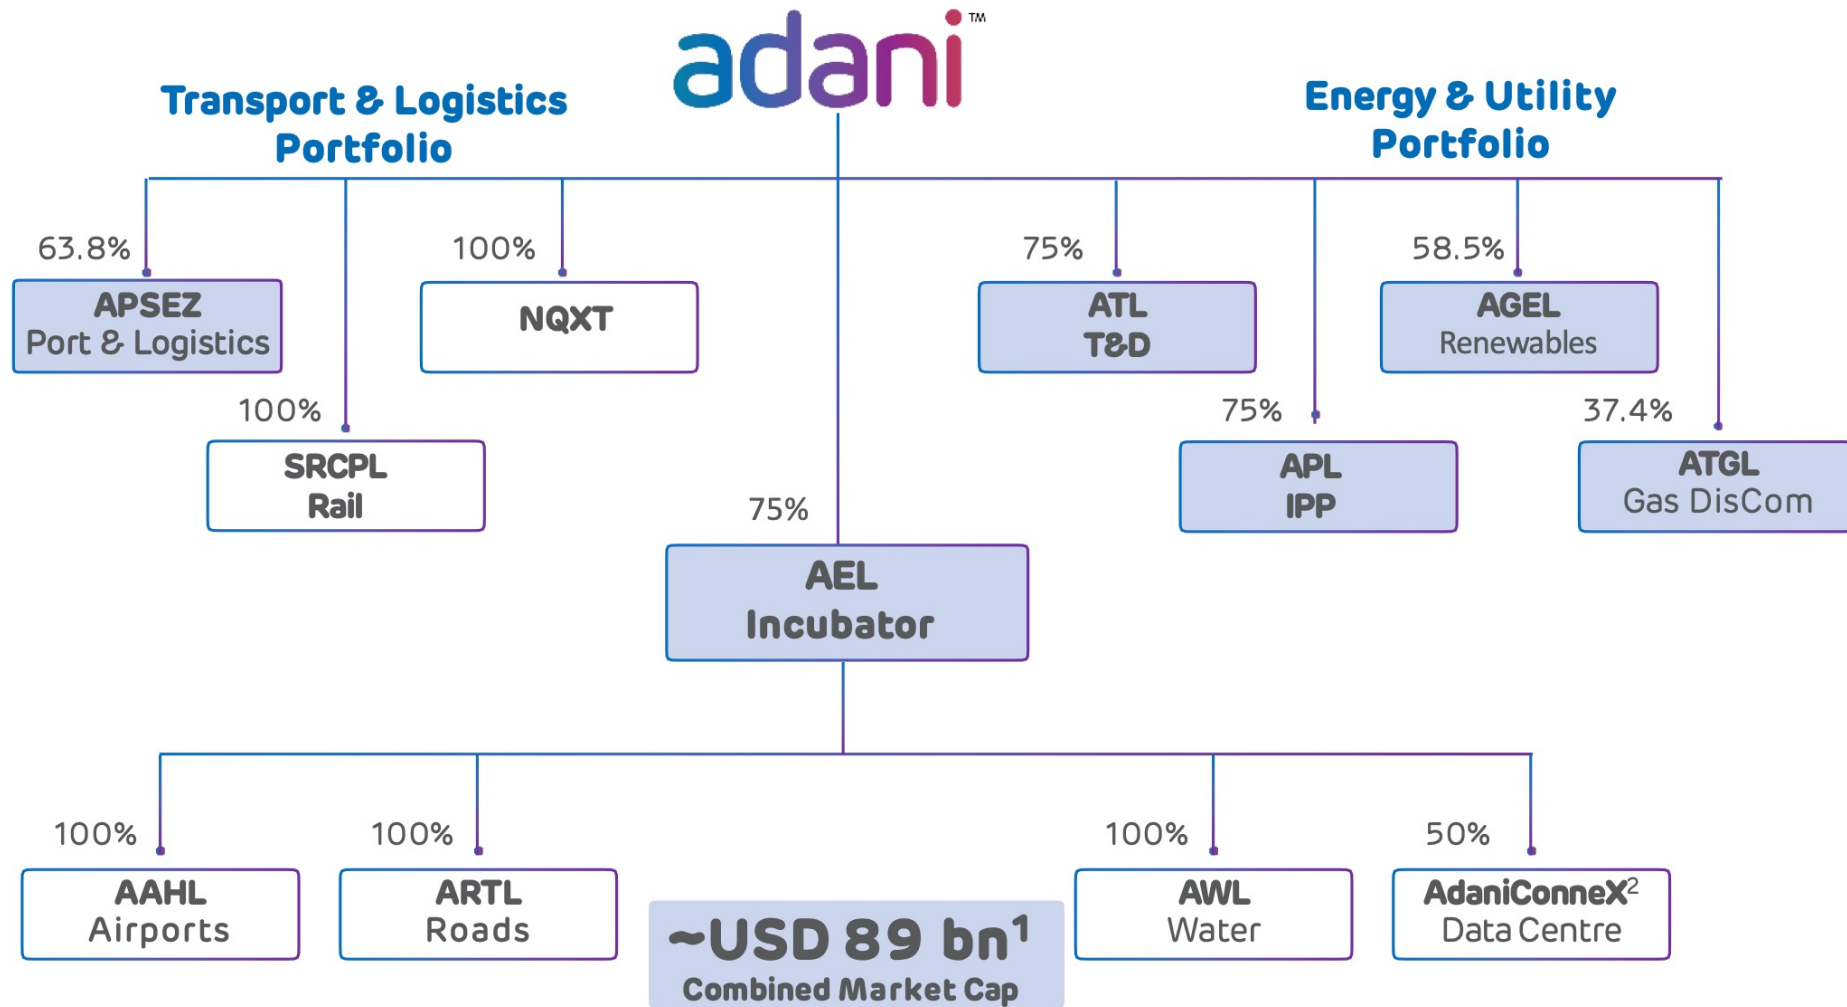 adani™
Transport & Logistics
Portfolio
Energy & Utility
Portfolio
63.8%
APSEZ
Port & Logistics
100%
NQXT
75%
ATL
T&D
58.5%
AGEL
Renewables
100%
SRCPL
Rail
75%
APL
IPP
37.4%
ATGL
Gas DisCom
75%
AEL
Incubator
100%
AAHL
Airports
100%
ARTL
Roads
100%
AWL
Water
50%
AdaniConneX²
Data Centre
~USD 89 bn¹
Combined Market Cap